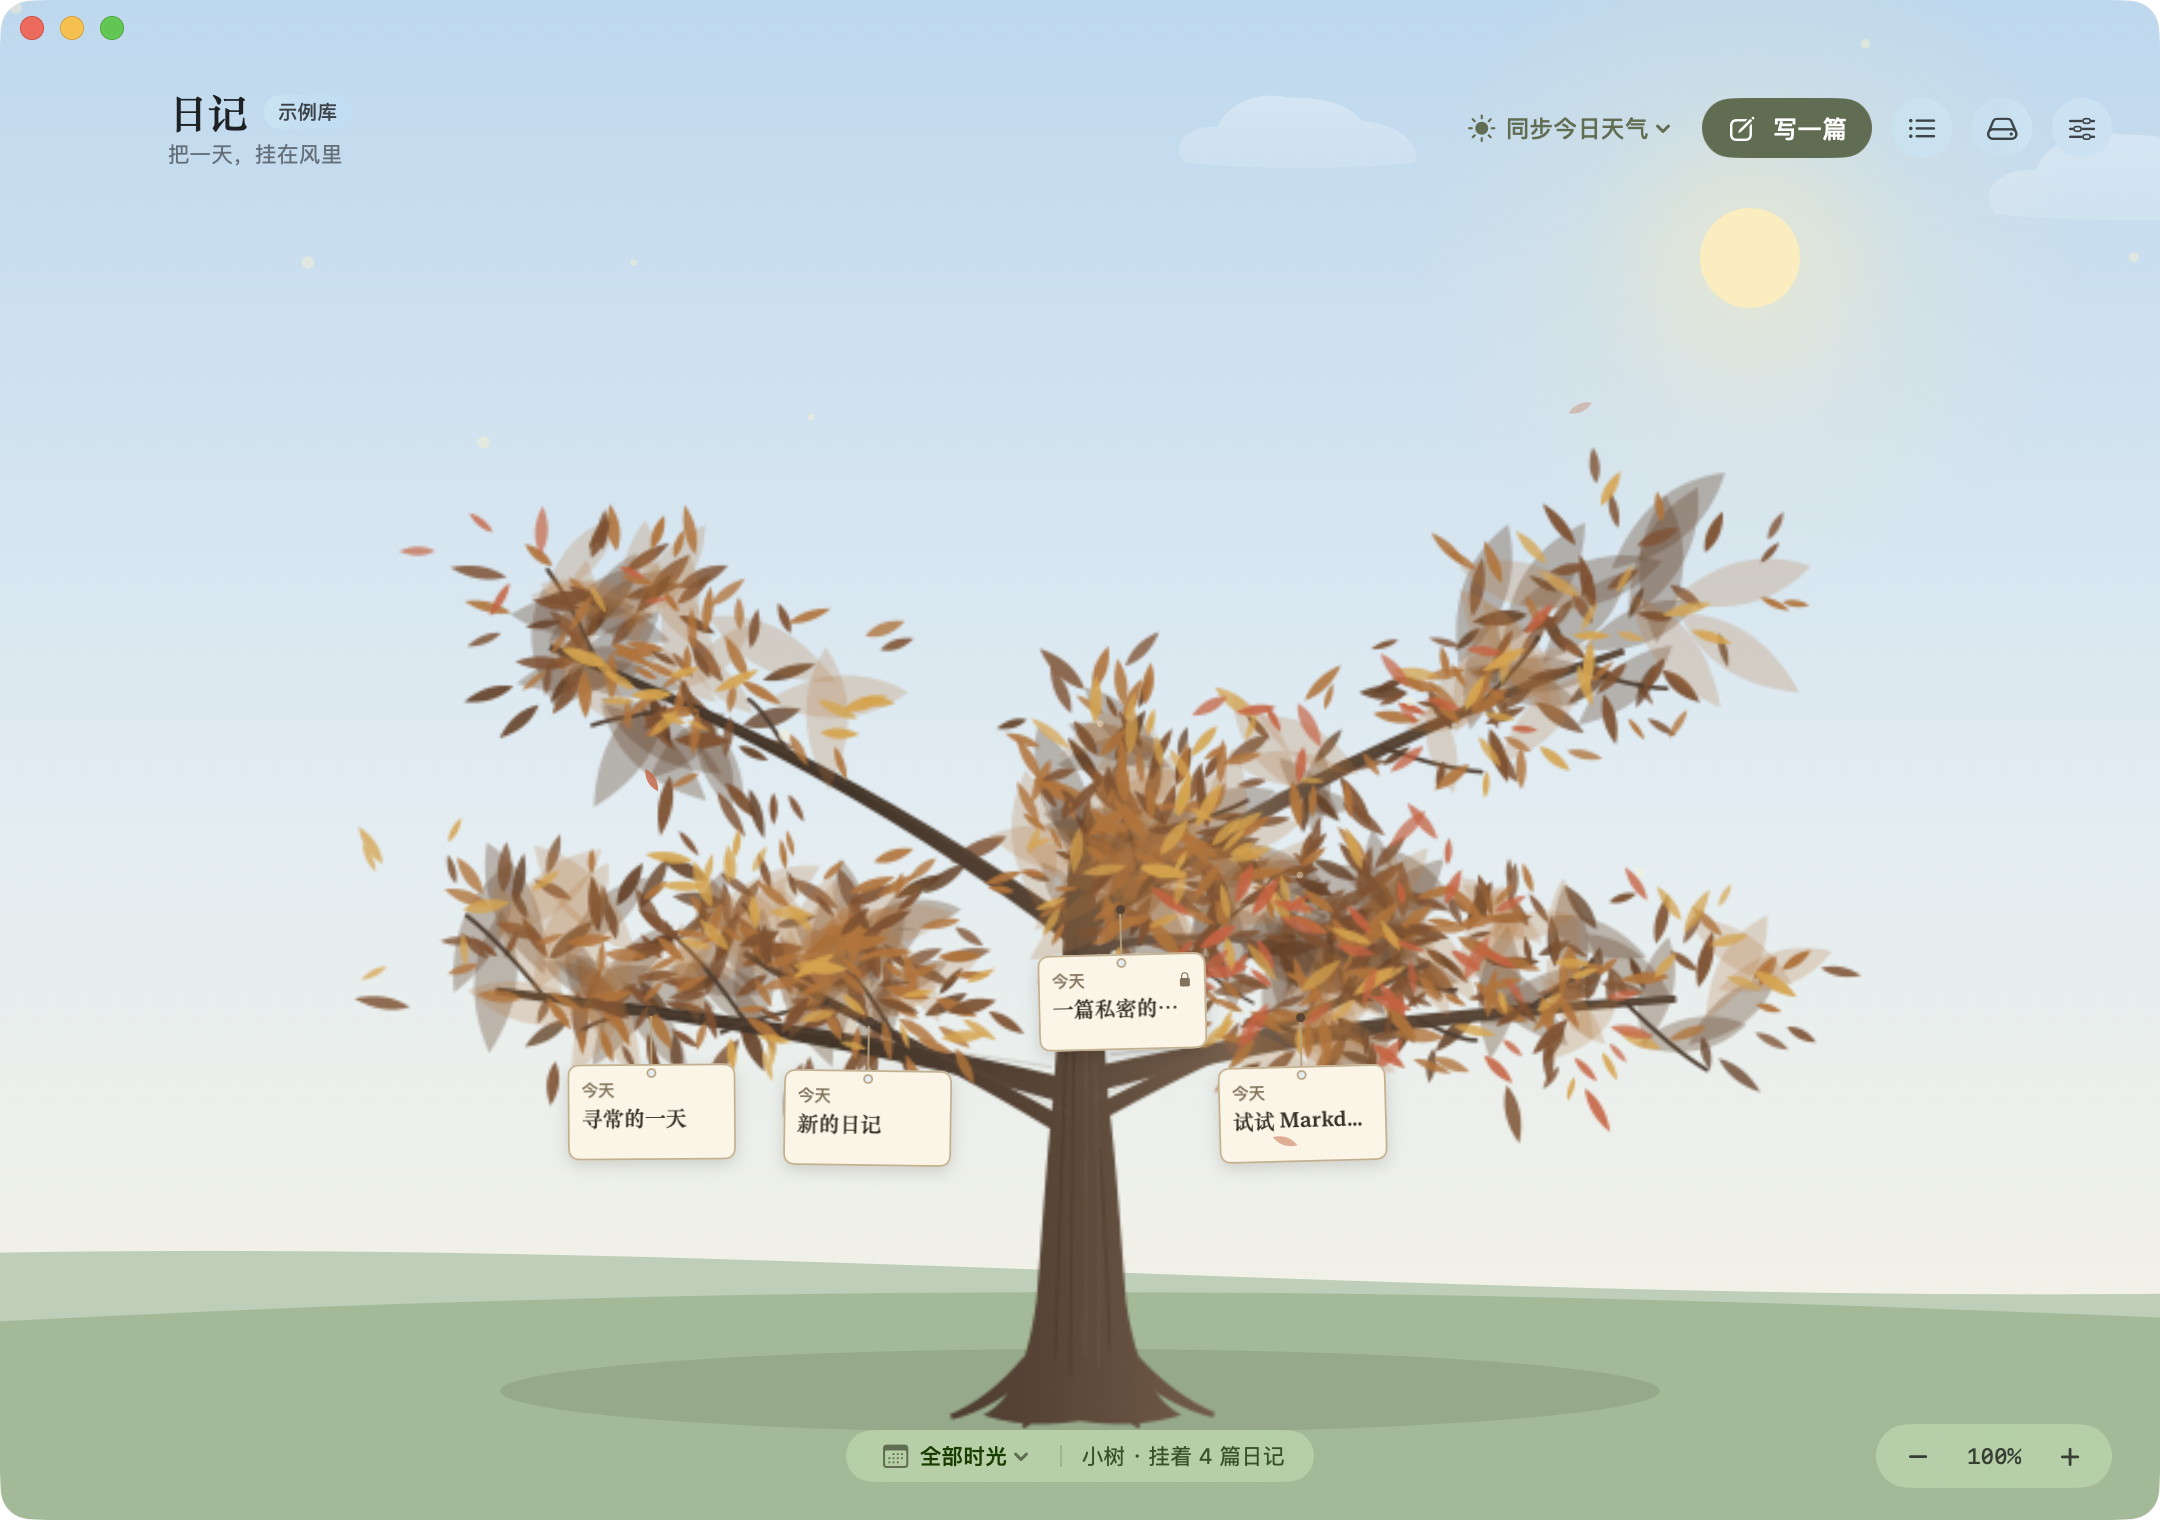 日记
示例库
把一天，挂在风里
同步今日天气
写一篇
今天
一篇私密的…
今天
寻常的一天
今天
新的日记
今天
试试 Markd...
全部时光
小树 · 挂着 4 篇日记
100%